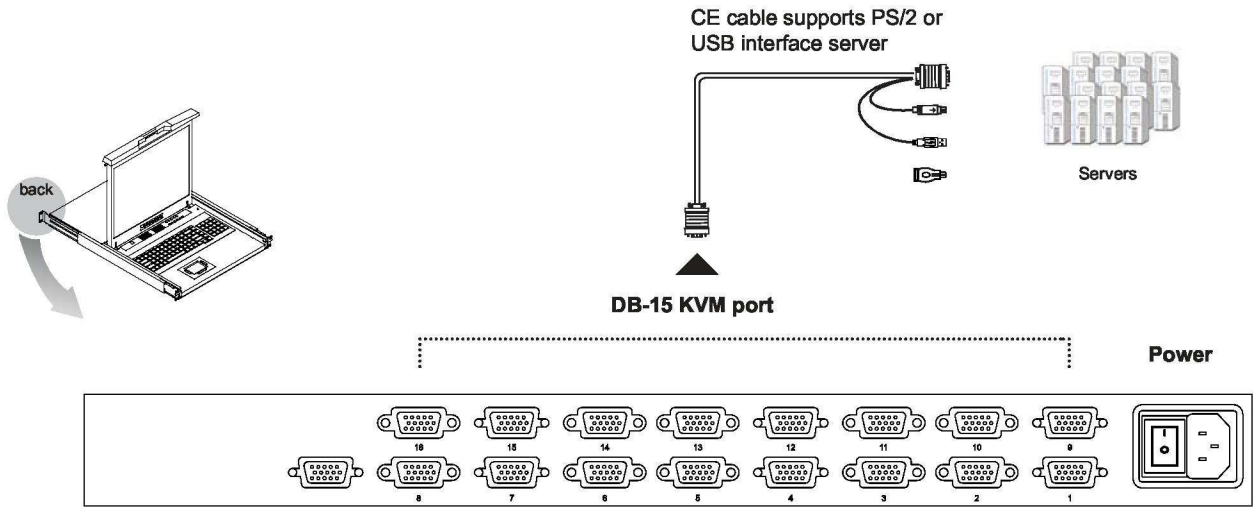 CE cable supports PS/2 or
USB interface server
back
Servers
DB-15 KVM port
Power
16 15 14 13 12 11 10 9
8 7 6 5 4 3 2 1